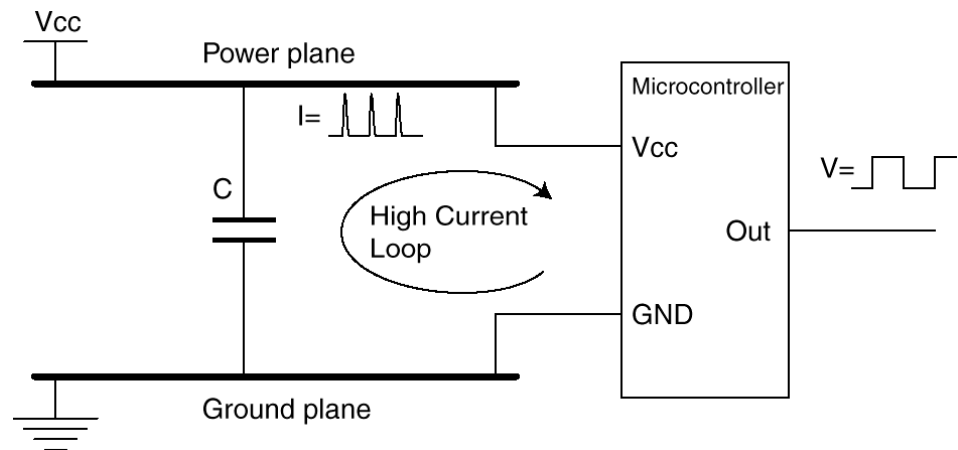 Vcc
Power plane
I=
Microcontroller
Vcc
V=
C
High Current
Loop
Out
GND
Ground plane